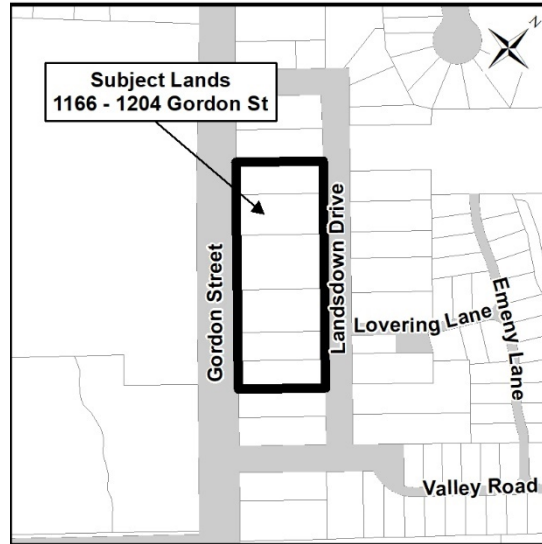 N
Subject Lands
1166 - 1204 Gordon St
Gordon Street
Landsdown Drive
Lovering Lane
Emeny Lane
Valley Road